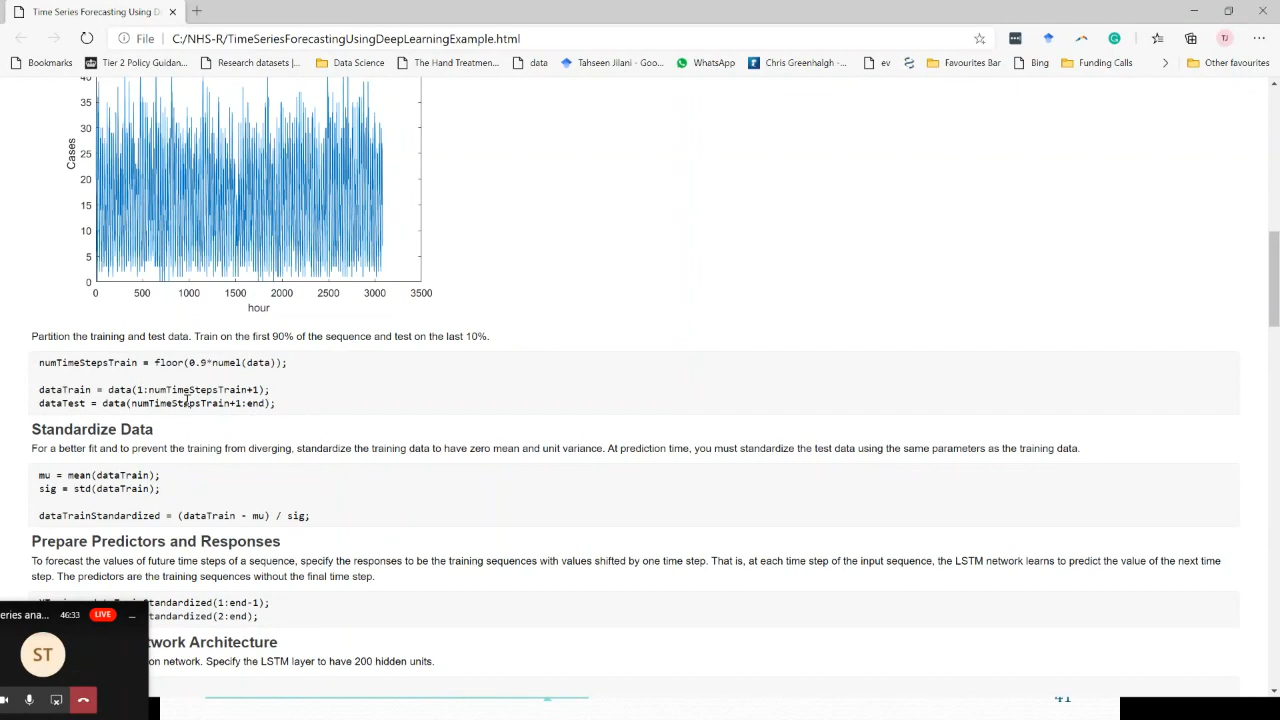 Time Series Forecasting Using D
File
C:/NHS-R/TimeSeriesForecastingUsingDeepLearningExample.html
TJ
Bookmarks
Tier 2 Policy Guidan...
Research datasets |...
Data Science
The Hand Treatmen...
data
Tahseen Jilani - Goo...
WhatsApp
Chris Greenhalgh -...
ev
Favourites Bar
Bing
Funding Calls
Other favourites
40
35
30
25
20
15
10
5
0
Cases
0 500 1000 1500 2000 2500 3000 3500
hour
Partition the training and test data. Train on the first 90% of the sequence and test on the last 10%.
numTimeStepsTrain = floor(0.9*numel(data));
dataTrain = data(1:numTimeStepsTrain+1);
dataTest = data(numTimeStepsTrain+1:end);
Standardize Data
For a better fit and to prevent the training from diverging, standardize the training data to have zero mean and unit variance. At prediction time, you must standardize the test data using the same parameters as the training data.
mu = mean(dataTrain);
sig = std(dataTrain);
dataTrainStandardized = (dataTrain - mu) / sig;
Prepare Predictors and Responses
To forecast the values of future time steps of a sequence, specify the responses to be the training sequences with values shifted by one time step. That is, at each time step of the input sequence, the LSTM network learns to predict the value of the next time
step. The predictors are the training sequences without the final time step.
tandardized(1:end-1);
tandardized(2:end);
twork Architecture
on network. Specify the LSTM layer to have 200 hidden units.
eries ana...
46:33
LIVE
ST